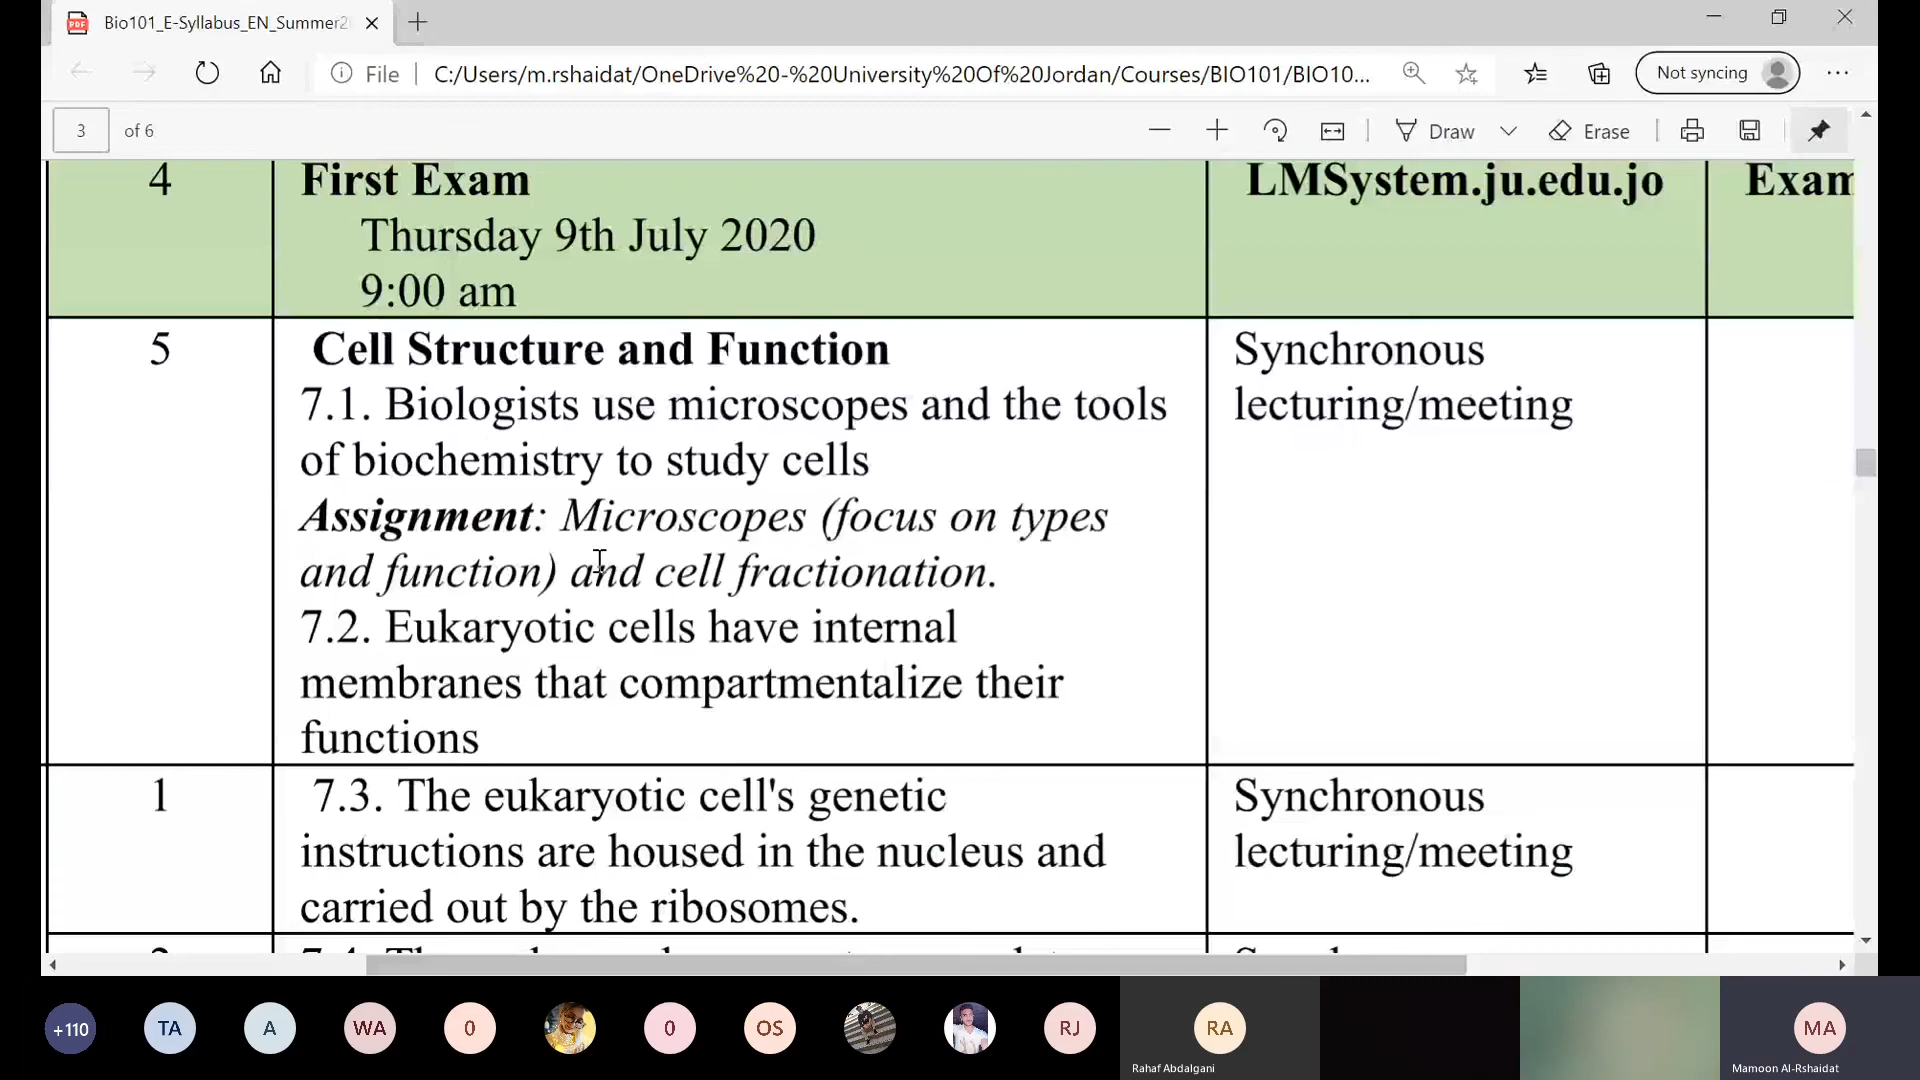 Bio101_E-Syllabus_EN_Summer2
File
C:/Users/m.rshaidat/OneDrive%20-%20University%20Of%20Jordan/Courses/BIO101/BIO10...
Not syncing
3 of 6
Draw
Erase
4
First Exam
Thursday 9th July 2020
9:00 am
LMSystem.ju.edu.jo
Exam
5
Cell Structure and Function
7.1. Biologists use microscopes and the tools
of biochemistry to study cells
Assignment: Microscopes (focus on types
and function) and cell fractionation.
7.2. Eukaryotic cells have internal
membranes that compartmentalize their
functions
Synchronous
lecturing/meeting
1
7.3. The eukaryotic cell's genetic
instructions are housed in the nucleus and
carried out by the ribosomes.
Synchronous
lecturing/meeting
+110
TA
A
WA
0
0
OS
RJ
RA
Rahaf Abdalgani
MA
Mamoon Al-Rshaidat